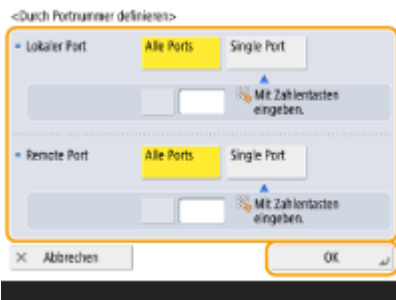 <Durch Portnummer definieren>
Lokaler Port
Alle Ports
Single Port
Mit Zahlentasten
eingeben.
Remote Port
Alle Ports
Single Port
Mit Zahlentasten
eingeben.
× Abbrechen
OK